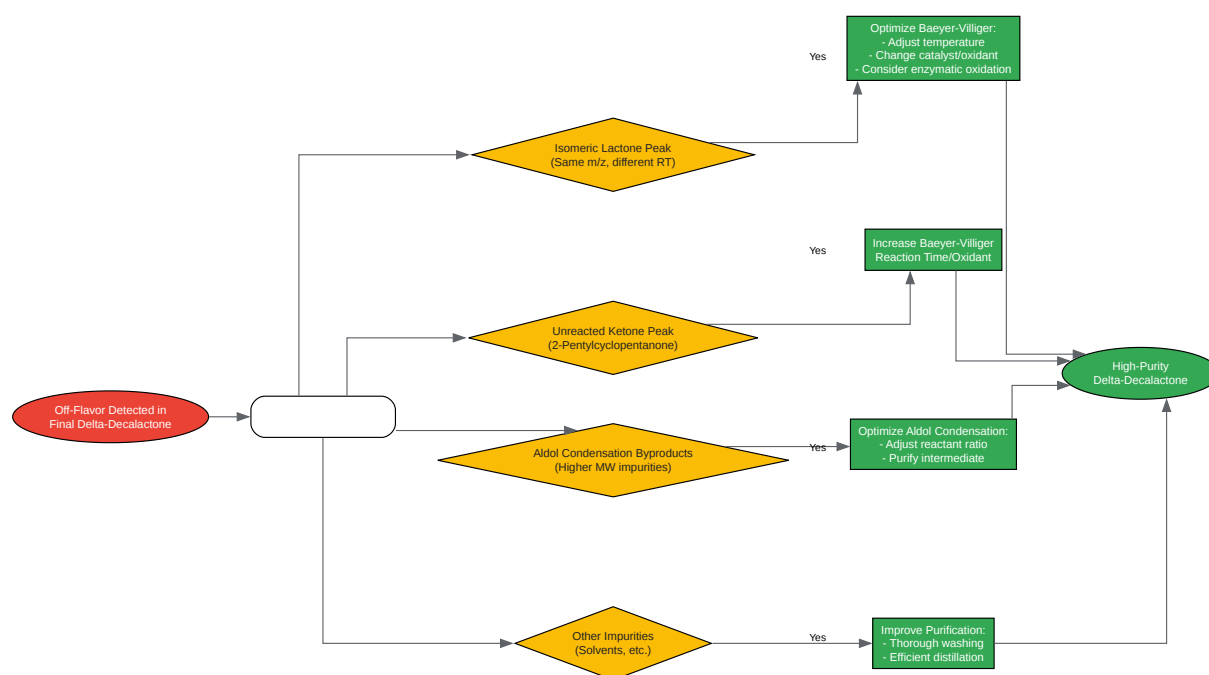 Optimize Baeyer-Villiger:
- Adjust temperature
- Change catalyst/oxidant
- Consider enzymatic oxidation
Yes
Isomeric Lactone Peak
(Same m/z, different RT)
Yes
Increase Baeyer-Villiger
Reaction Time/Oxidant
Unreacted Ketone Peak
(2-Pentylcyclopentanone)
High-Purity
Delta-Decalactone
Off-Flavor Detected in
Final Delta-Decalactone
Aldol Condensation Byproducts
(Higher MW impurities)
Yes
Optimize Aldol Condensation:
- Adjust reactant ratio
- Purify intermediate
Other Impurities
(Solvents, etc.)
Yes
Improve Purification:
- Thorough washing
- Efficient distillation